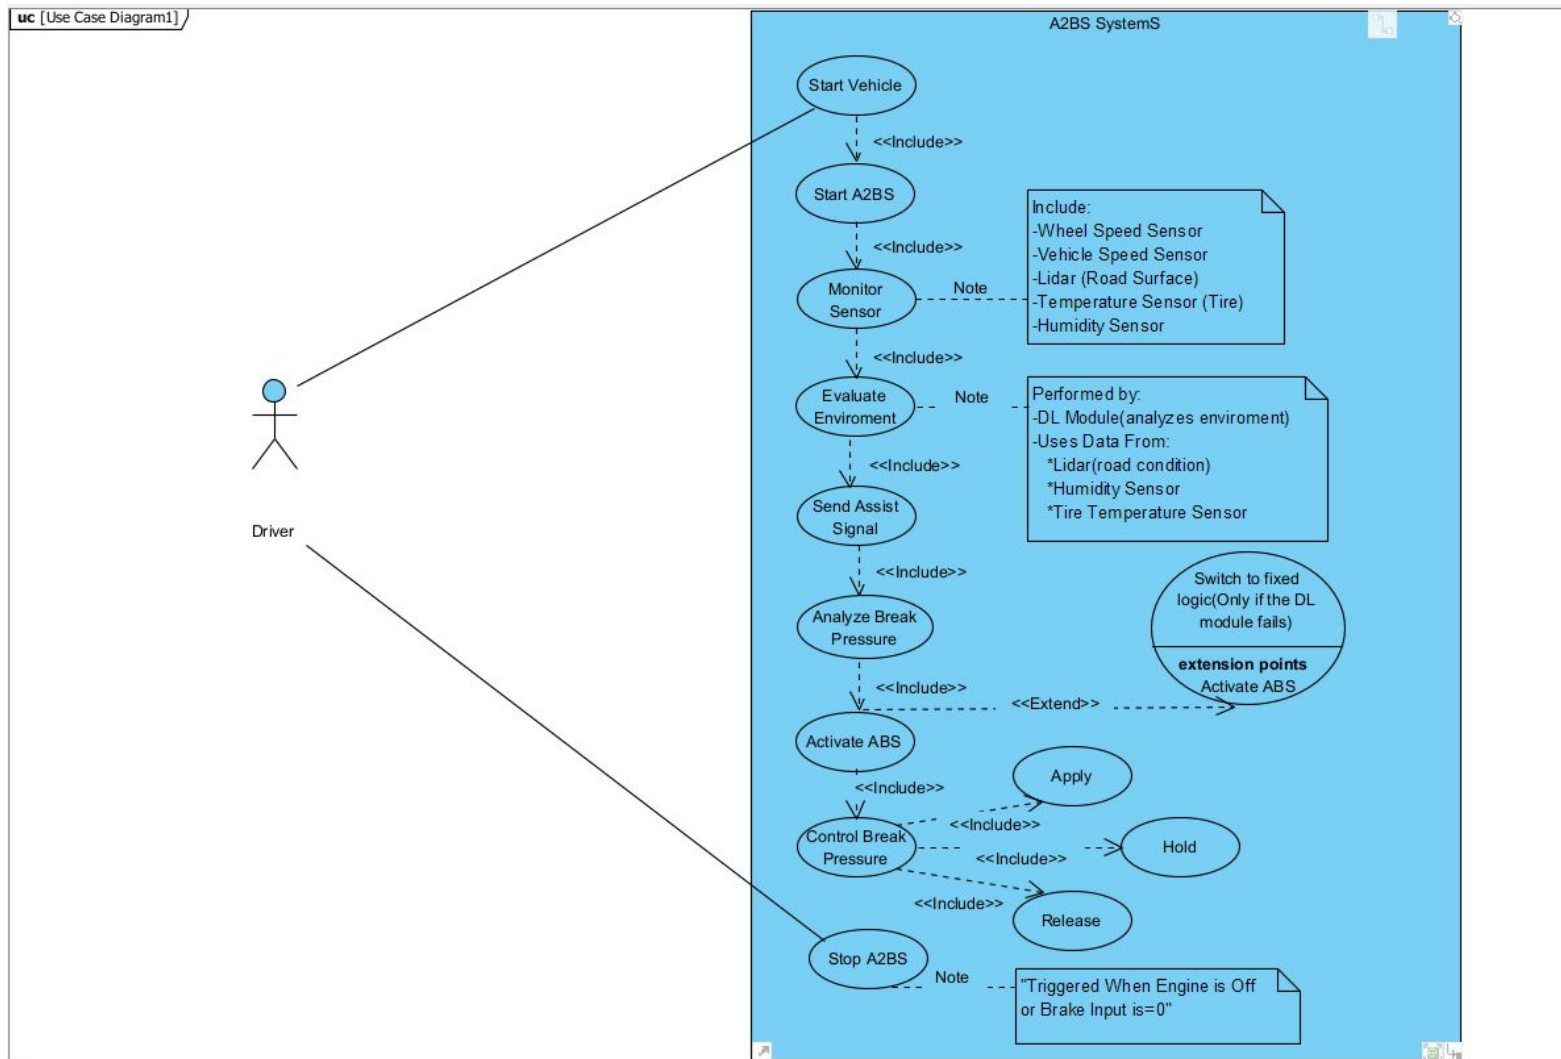 uc [Use Case Diagram1]
A2BS SystemS
Start Vehicle
<<Include>>
Start A2BS
<<Include>>
Monitor
Sensor
Note
Include:
-Wheel Speed Sensor
-Vehicle Speed Sensor
-Lidar (Road Surface)
-Temperature Sensor (Tire)
-Humidity Sensor
<<Include>>
Evaluate
Enviroment
Note
Performed by:
-DL Module(analyzes enviroment)
-Uses Data From:
*Lidar(road condition)
*Humidity Sensor
*Tire Temperature Sensor
<<Include>>
Send Assist
Signal
Driver
<<Include>>
Analyze Break
Pressure
Switch to fixed
logic(Only if the DL
module fails)
extension points
Activate ABS
<<Include>>
<<Extend>>
Activate ABS
<<Include>>
Control Break
Pressure
<<Include>>
Apply
<<Include>>
Hold
<<Include>>
Release
Stop A2BS
Note
"Triggered When Engine is Off
or Brake Input is=0"